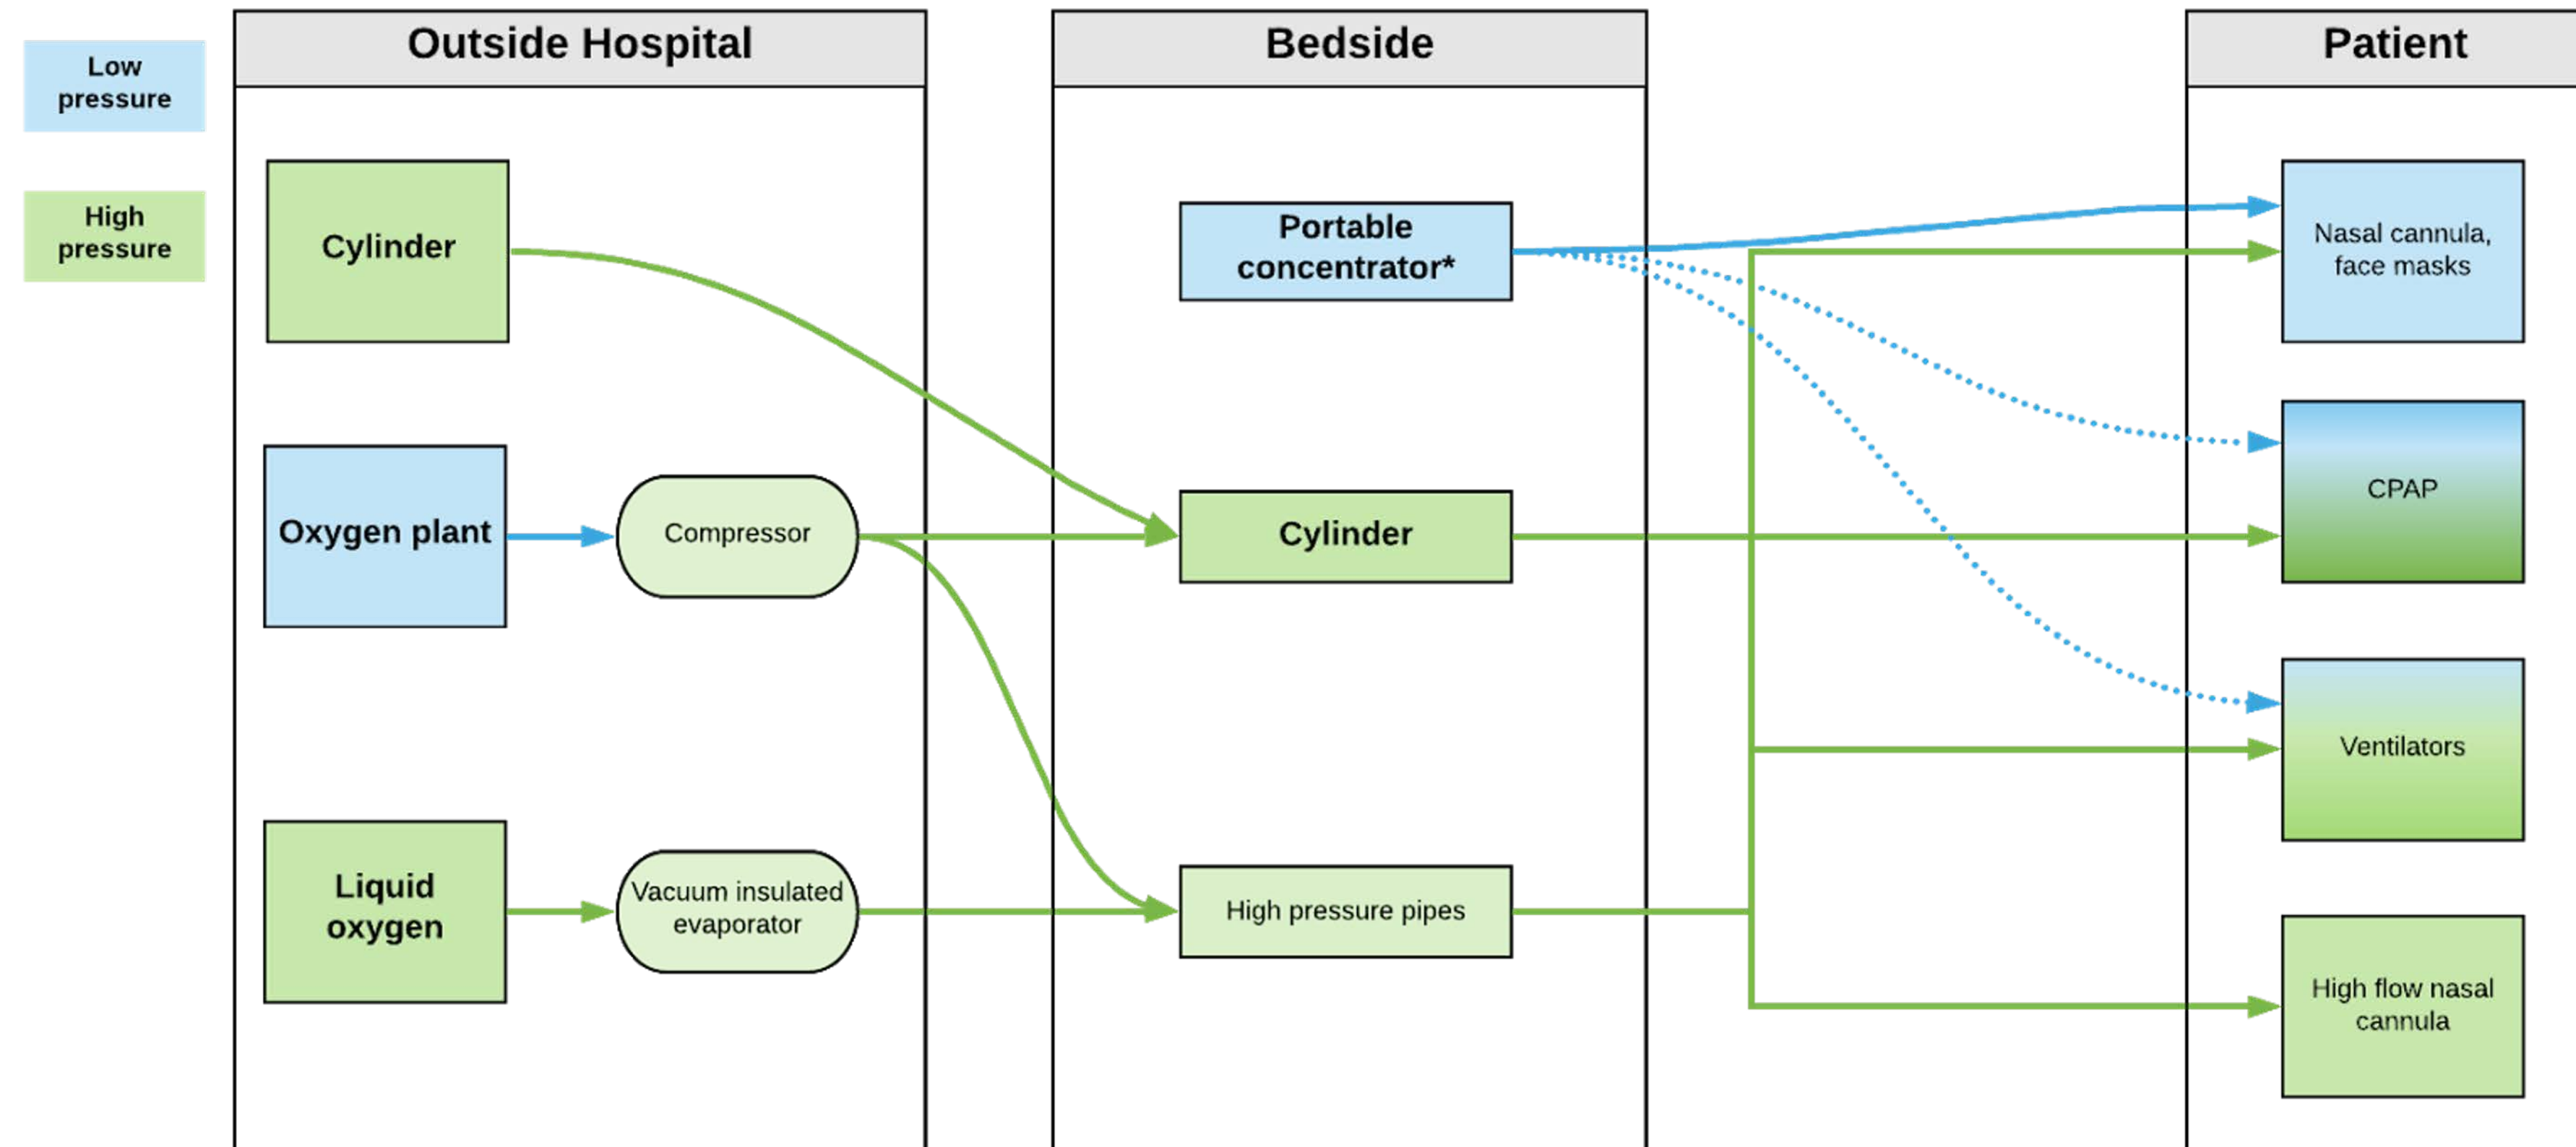 Low
pressure
High
pressure
Outside Hospital
Cylinder
Oxygen plant
Compressor
Liquid
oxygen
Vacuum insulated
evaporator
Bedside
Portable
concentrator*
Cylinder
High pressure pipes
Patient
Nasal cannula,
face masks
CPAP
Ventilators
High flow nasal
cannula